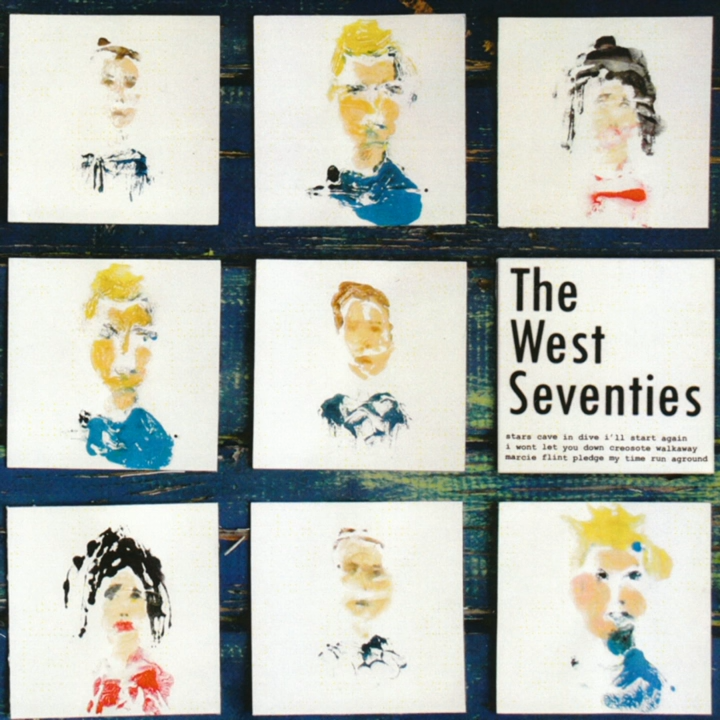 The
West
Seventies
stars cave in dive i'll start again
i wont let you down creosote walkaway
marcie flint pledge my time run aground